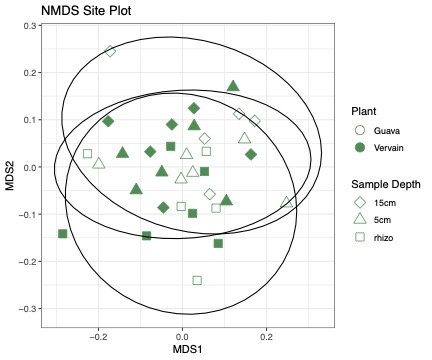 NMDS Site Plot
0.3
0.2
0.1
0.0
−0.1
−0.2
−0.3
MDS2
−0.2
0.0
0.2
MDS1
Plant
Guava
Vervain
Sample Depth
15cm
5cm
rhizo